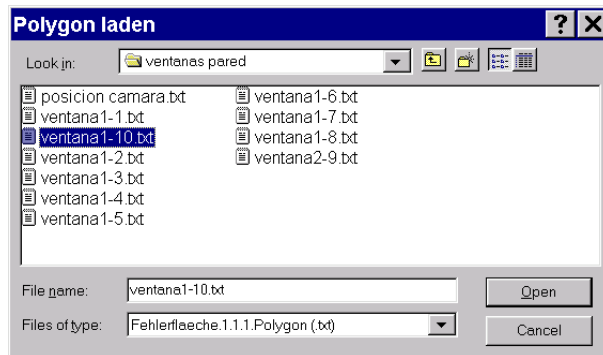 Polygon laden
Look in: ventanas pared
posicion camara.txt
ventana1-1.txt
ventana1-10.txt
ventana1-2.txt
ventana1-3.txt
ventana1-4.txt
ventana1-5.txt
ventana1-6.txt
ventana1-7.txt
ventana1-8.txt
ventana2-9.txt
File name: ventana1-10.txt
Open
Files of type: Fehlerflaeche.1.1.1.Polygon (.txt)
Cancel